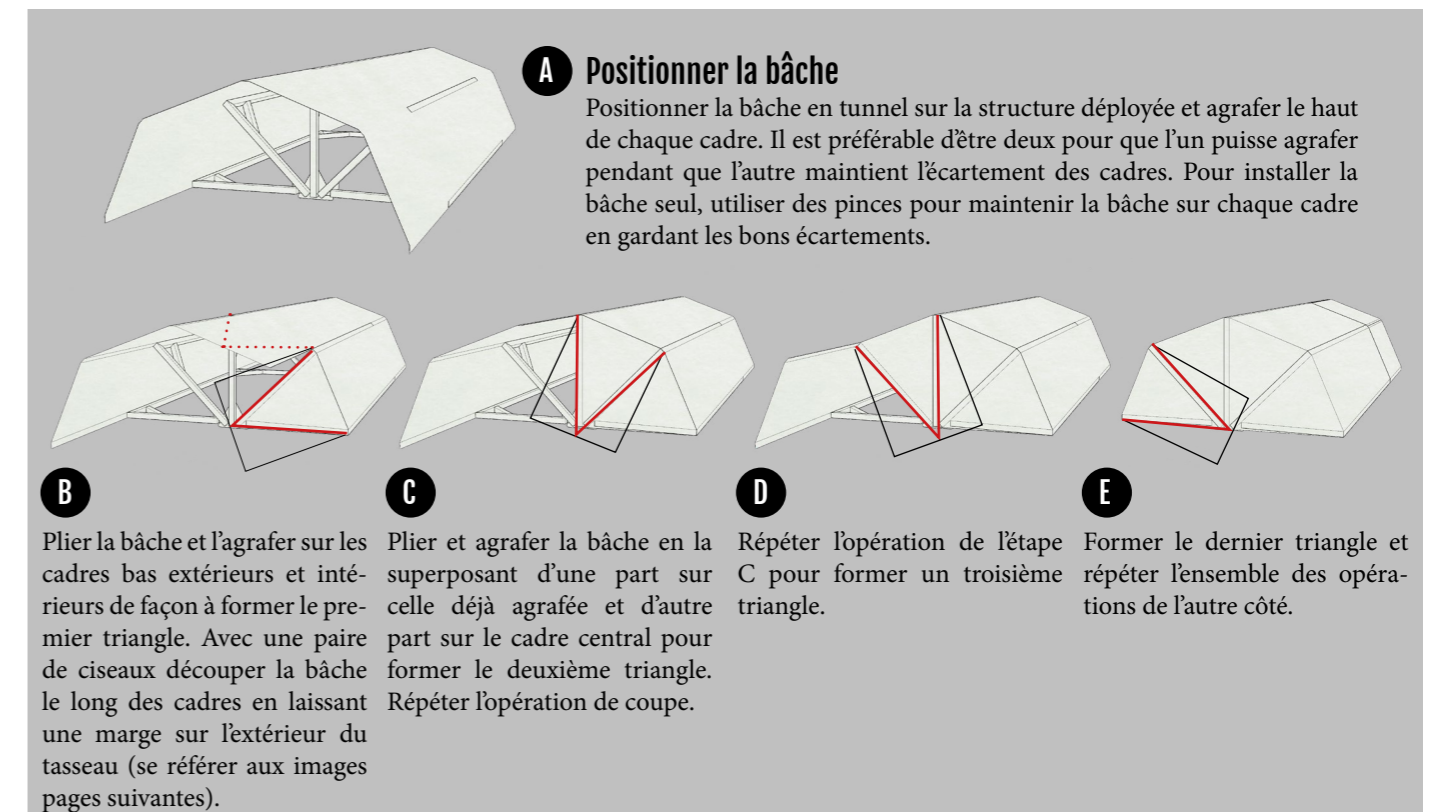 A Positionner la bâche
Positionner la bâche en tunnel sur la structure déployée et agrafer le haut
de chaque cadre. Il est préférable d'être deux pour que l'un puisse agrafer
pendant que l'autre maintient l'écartement des cadres. Pour installer la
bâche seul, utiliser des pinces pour maintenir la bâche sur chaque cadre
en gardant les bons écartements.
B
Plier la bâche et l'agrafer sur les
cadres bas extérieurs et inté-
rieurs de façon à former le pre-
mier triangle. Avec une paire
de ciseaux découper la bâche
le long des cadres en laissant
une marge sur l'extérieur du
tasseau (se référer aux images
pages suivantes).
C
Plier et agrafer la bâche en la
superposant d'une part sur
celle déjà agrafée et d'autre
part sur le cadre central pour
former le deuxième triangle.
Répéter l'opération de coupe.
D
Répéter l'opération de l'étape
C pour former un troisième
triangle.
E
Former le dernier triangle et
répéter l'ensemble des opéra-
tions de l'autre côté.